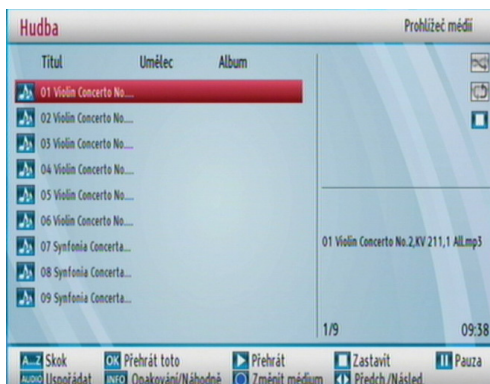 Hudba Prohlížeč médií
Titul Umělec Album
01 Violin Concerto No....
02 Violin Concerto No....
03 Violin Concerto No....
04 Violin Concerto No....
05 Violin Concerto No....
06 Violin Concerto No....
07 Synfonia Concerta...
08 Synfonia Concerta...
09 Synfonia Concerta...
01 Violin Concerto No.2,KV 211,1 All.mp3
1/9 09:38
A...Z Skok OK Přehrát toto Přehrát Zastavit Pauza
AUDIO Uspořádat INFO Opakování/Náhodně Změnit médium Předch./Násled.